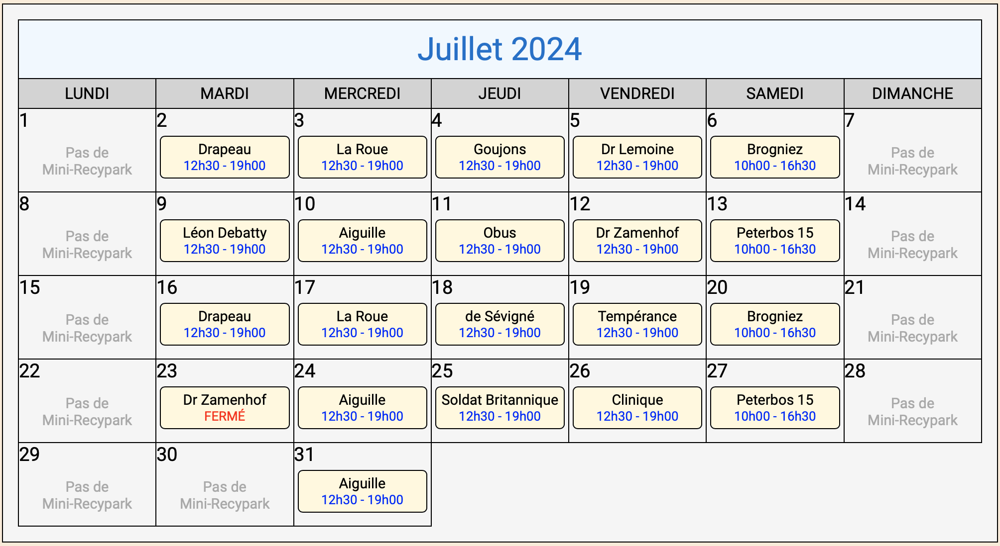 Juillet 2024
LUNDI MARDI MERCREDI JEUDI VENDREDI SAMEDI DIMANCHE
1 2 3 4 5 6 7
Pas de
Mini-Recypark
Drapeau
12h30 - 19h00
La Roue
12h30 - 19h00
Goujons
12h30 - 19h00
Dr Lemoine
12h30 - 19h00
Brogniez
10h00 - 16h30
Pas de
Mini-Recypark
8 9 10 11 12 13 14
Pas de
Mini-Recypark
Léon Debatty
12h30 - 19h00
Aiguille
12h30 - 19h00
Obus
12h30 - 19h00
Dr Zamenhof
12h30 - 19h00
Peterbos 15
10h00 - 16h30
Pas de
Mini-Recypark
15 16 17 18 19 20 21
Pas de
Mini-Recypark
Drapeau
12h30 - 19h00
La Roue
12h30 - 19h00
de Sévigné
12h30 - 19h00
Tempérance
12h30 - 19h00
Brogniez
10h00 - 16h30
Pas de
Mini-Recypark
22 23 24 25 26 27 28
Pas de
Mini-Recypark
Dr Zamenhof
FERMÉ
Aiguille
12h30 - 19h00
Soldat Britannique
12h30 - 19h00
Clinique
12h30 - 19h00
Peterbos 15
10h00 - 16h30
Pas de
Mini-Recypark
29 30 31
Pas de
Mini-Recypark
Pas de
Mini-Recypark
Aiguille
12h30 - 19h00